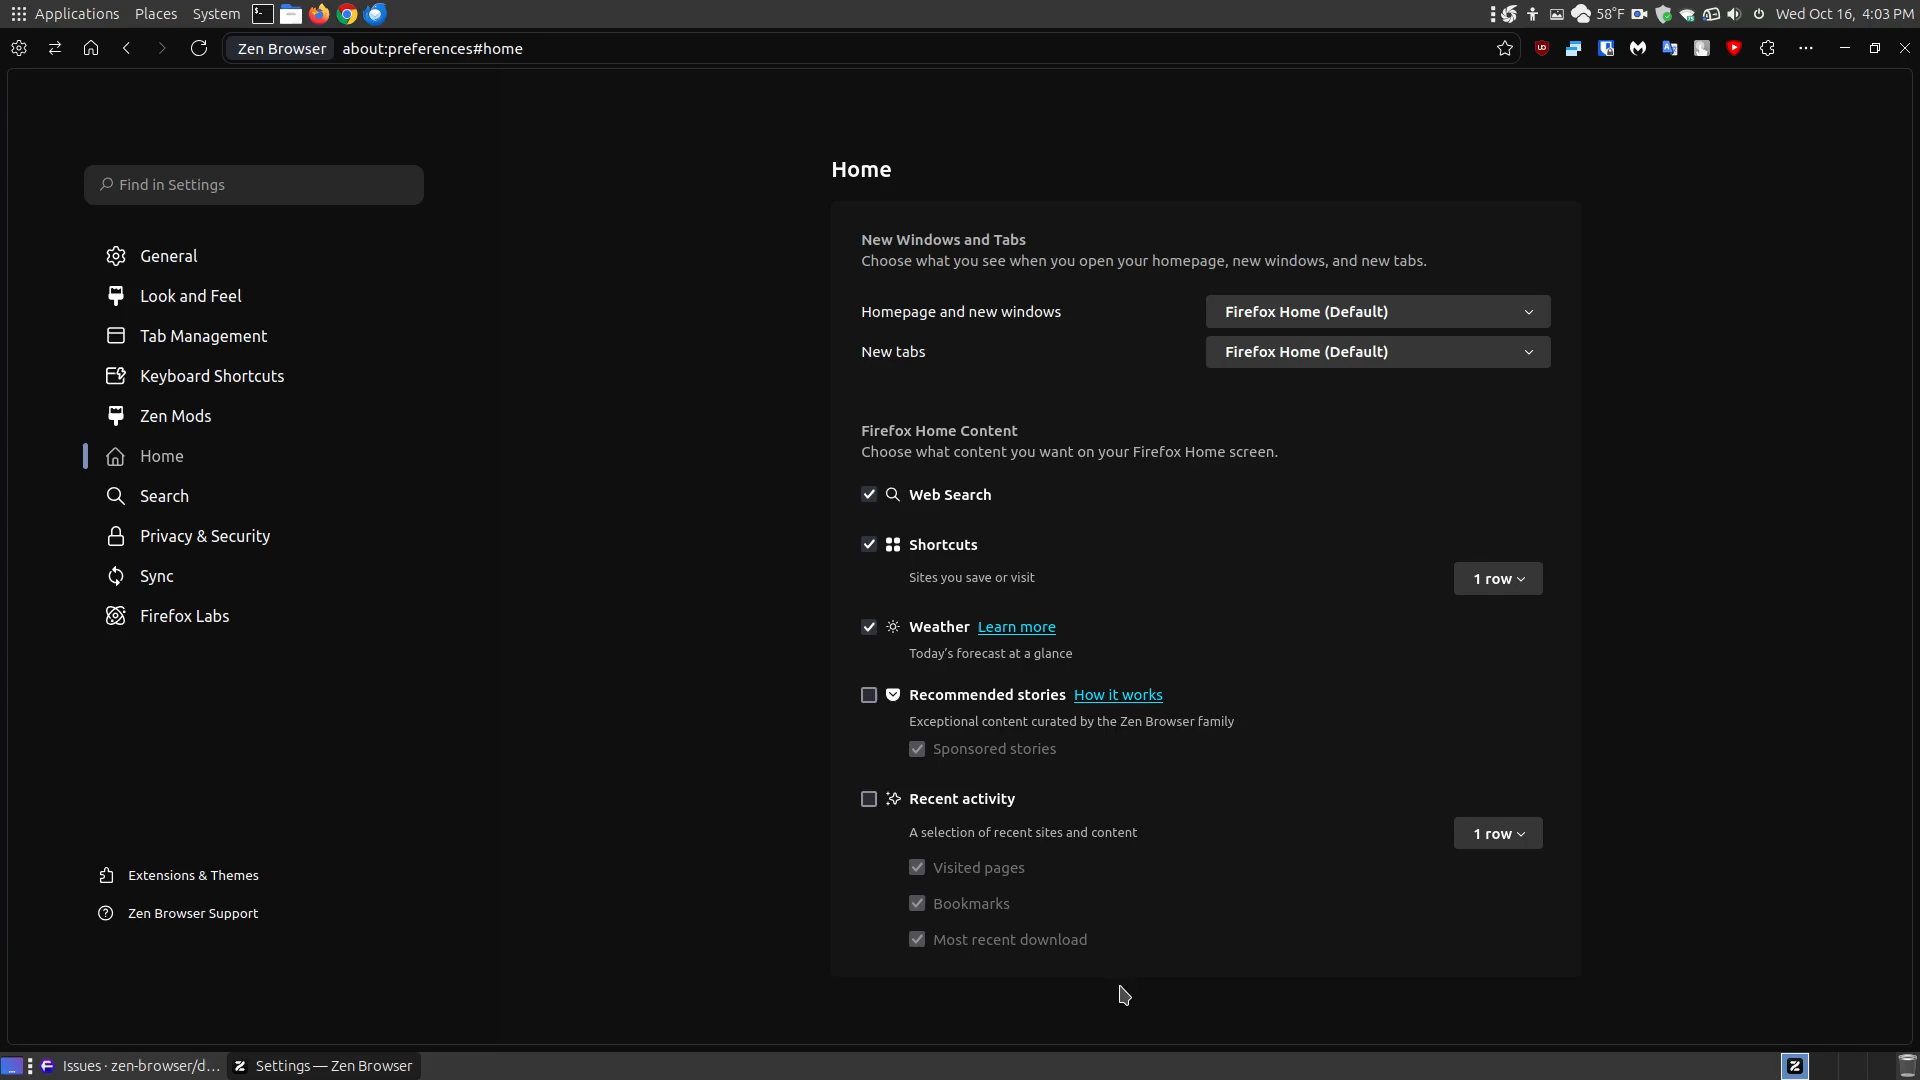 Applications Places System 58°F Wed Oct 16, 4:03 PM
Zen Browser about:preferences#home
Find in Settings
General
Look and Feel
Tab Management
Keyboard Shortcuts
Zen Mods
Home
Search
Privacy & Security
Sync
Firefox Labs
Extensions & Themes
Zen Browser Support
Home
New Windows and Tabs
Choose what you see when you open your homepage, new windows, and new tabs.
Homepage and new windows Firefox Home (Default)
New tabs Firefox Home (Default)
Firefox Home Content
Choose what content you want on your Firefox Home screen.
Web Search
Shortcuts
Sites you save or visit 1 row
Weather Learn more
Today's forecast at a glance
Recommended stories How it works
Exceptional content curated by the Zen Browser family
Sponsored stories
Recent activity
A selection of recent sites and content 1 row
Visited pages
Bookmarks
Most recent download
Issues · zen-browser/d... Settings — Zen Browser